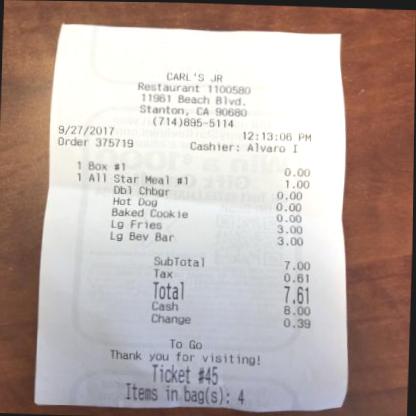 CARL'S JR
Restaurant 1100580
11961 Beach Blvd.
Stanton, CA 90680
(714)895-5114
9/27/2017 12:13:06 PM
Order 375719 Cashier: Alvaro I
1 Box #1 0.00
1 All Star Meal #1 1.00
Dbl Chbgr 0.00
Hot Dog 0.00
Baked Cookie 0.00
Lg Fries 3.00
Lg Bev Bar 3.00
SubTotal 7.00
Tax 0.61
Total 7.61
Cash 8.00
Change 0.39
To Go
Thank you for visiting!
Ticket #45
Items in bag(s): 4